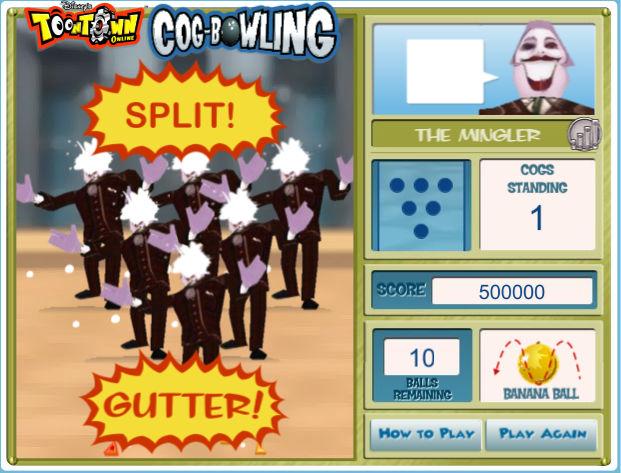 Disney's
TOONTOWN
ONLINE
COG-BOWLING
SPLIT!
GUTTER!
THE MINGLER
COGS
STANDING
1
SCORE
500000
10
BALLS
REMAINING
BANANA BALL
HOW TO PLAY
PLAY AGAIN